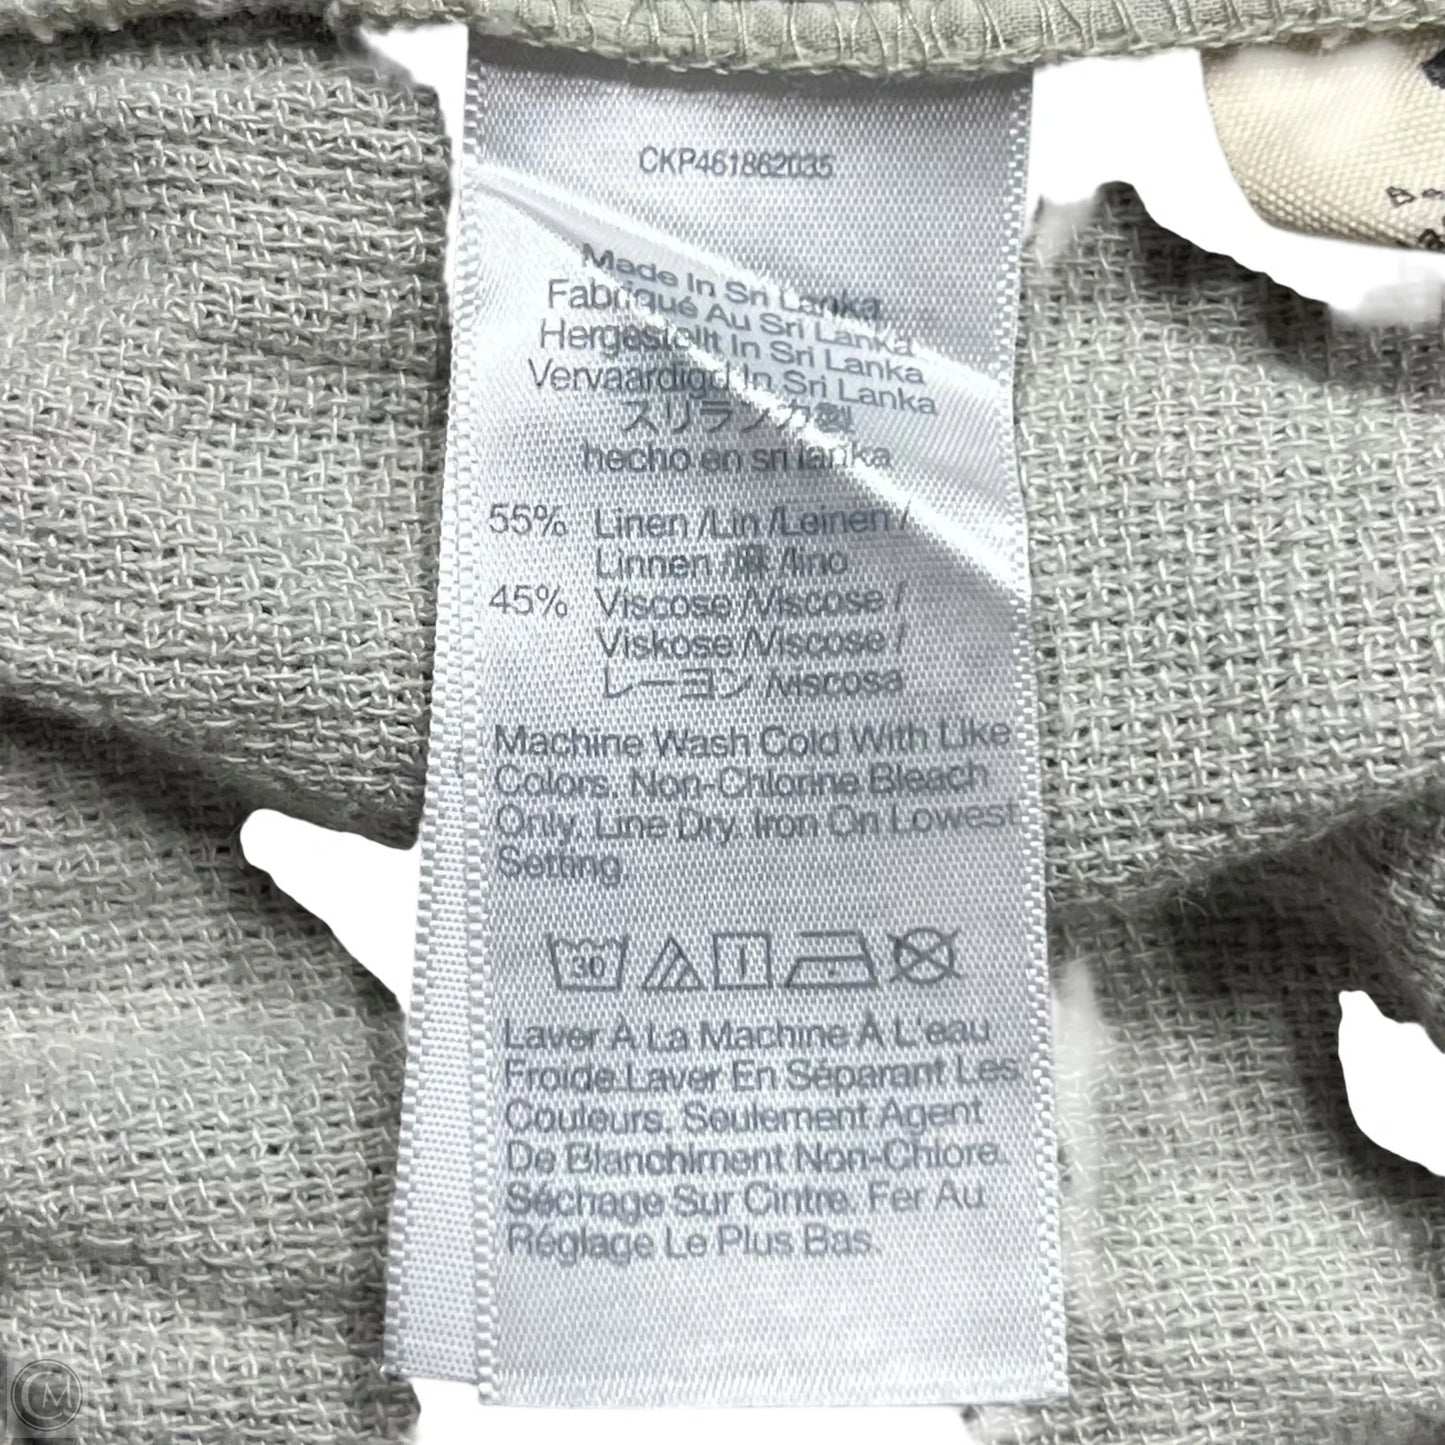 CKP461862035
Made In Sri Lanka
Fabriqué Au Sri Lanka
Hergestellt In Sri Lanka
Vervaardigd In Sri Lanka
スリランカ製
hecho en sri lanka
55% Linen /Lin /Leinen /
Linnen /麻 /lino
45% Viscose /Viscose /
Viskose /Viscose /
レーヨン /viscosa
Machine Wash Cold With Like
Colors. Non-Chlorine Bleach
Only. Line Dry. Iron On Lowest
Setting.
30
Laver À La Machine À L'eau
Froide.Laver En Séparant Les
Couleurs. Seulement Agent
De Blanchiment Non-Chlore.
Séchage Sur Cintre. Fer Au
Réglage Le Plus Bas.
CM